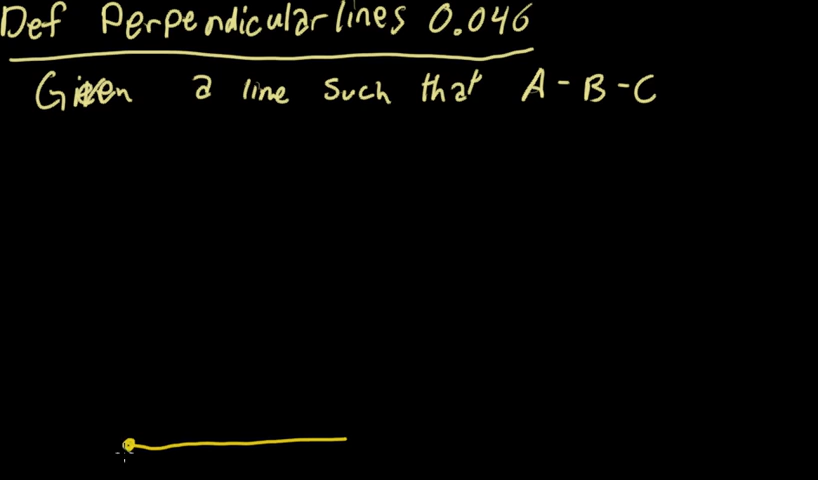 Def Perpendicular lines 0.046
Given a line such that A - B - C